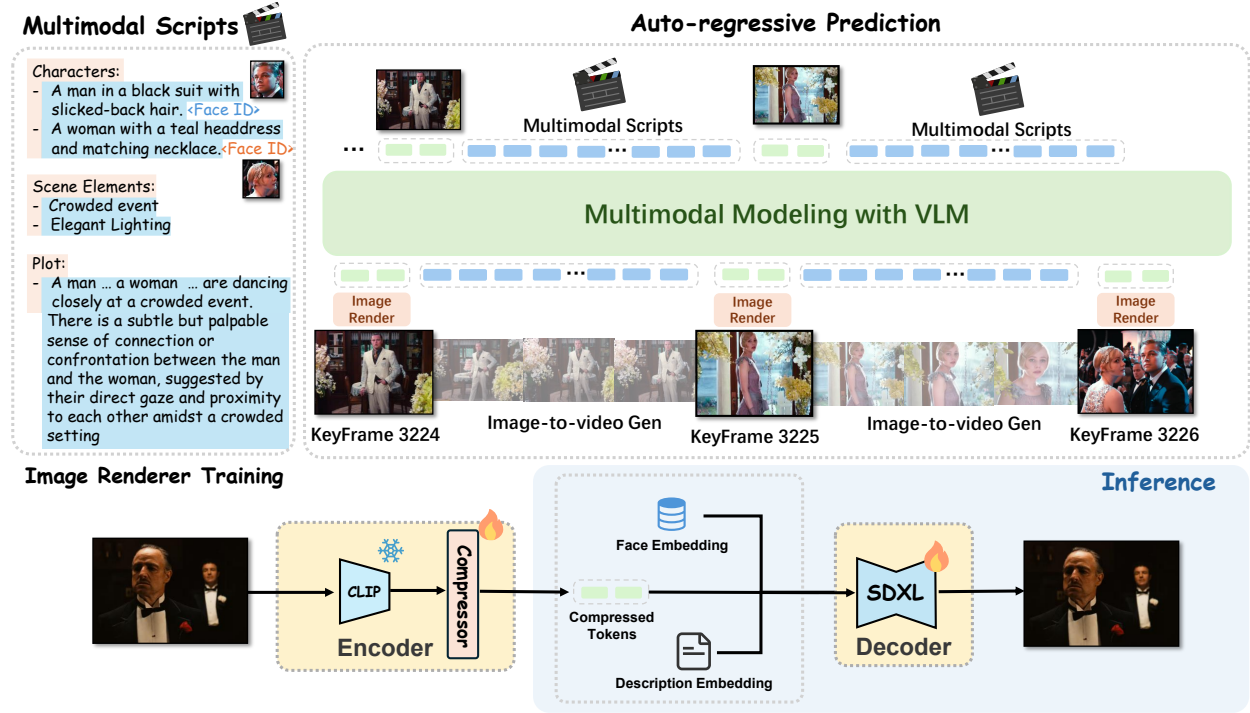 Multimodal Scripts
Characters:
- A man in a black suit with
slicked-back hair. <Face ID>
- A woman with a teal headdress
and matching necklace.<Face ID>
Scene Elements:
- Crowded event
- Elegant Lighting
Plot:
- A man ... a woman ... are dancing
closely at a crowded event.
There is a subtle but palpable
sense of connection or
confrontation between the man
and the woman, suggested by
their direct gaze and proximity
to each other amidst a crowded
setting
Auto-regressive Prediction
Multimodal Scripts
Multimodal Scripts
...
...
...
Multimodal Modeling with VLM
...
...
Image
Render
Image
Render
Image
Render
KeyFrame 3224
Image-to-video Gen
KeyFrame 3225
Image-to-video Gen
KeyFrame 3226
Image Renderer Training
Inference
CLIP
Compressor
Encoder
Face Embedding
Compressed
Tokens
Description Embedding
SDXL
Decoder